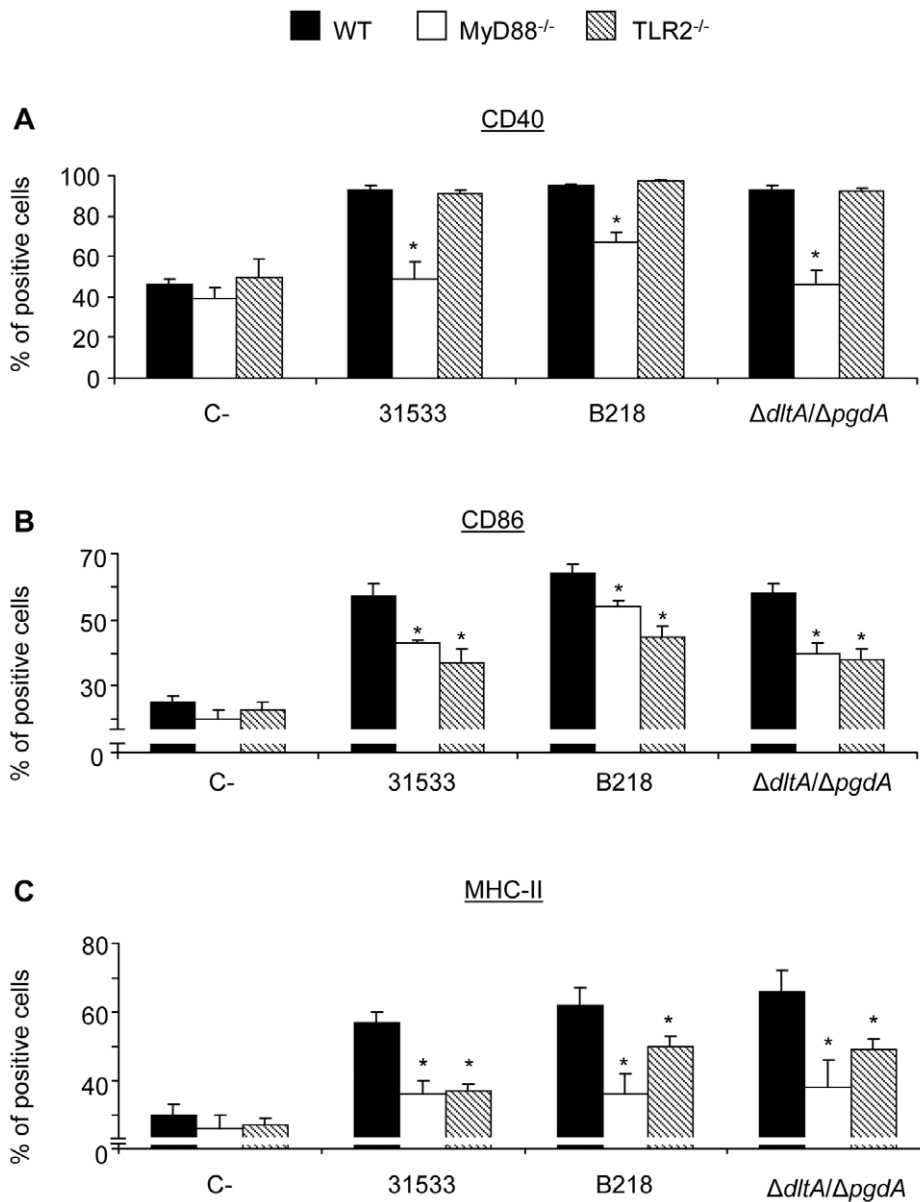 WT MyD88-/- TLR2-/-
A CD40
% of positive cells
100
80
60
40
20
0
* * *
C- 31533 B218 ΔdltA/ΔpgdA
B CD86
% of positive cells
70
50
30
0
* * * * * *
C- 31533 B218 ΔdltA/ΔpgdA
C MHC-II
% of positive cells
80
60
40
0
* * * * * *
C- 31533 B218 ΔdltA/ΔpgdA